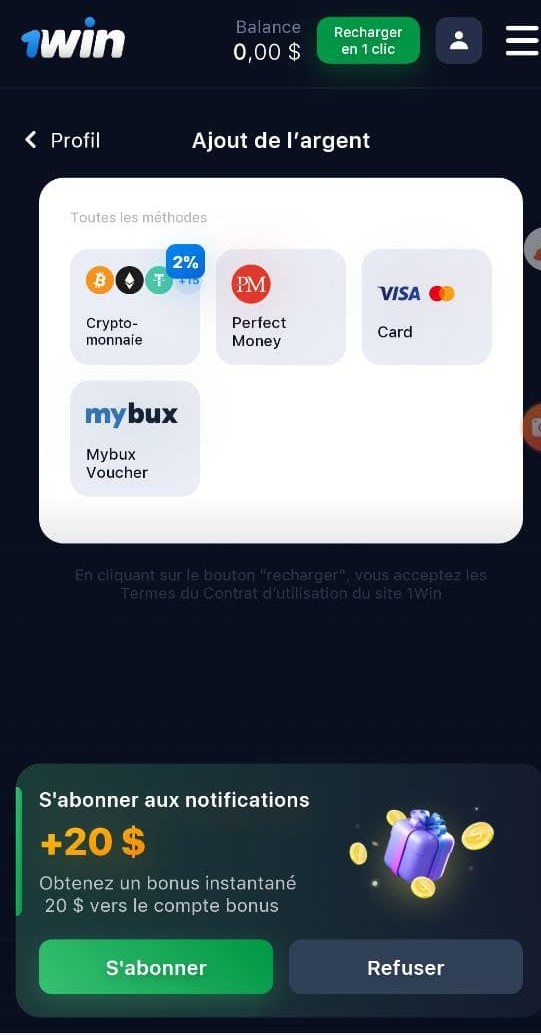 1win
Balance
0,00 $
Recharger
en 1 clic
Profil
Ajout de l'argent
Toutes les méthodes
2%
+15
Crypto-
monnaie
PM
Perfect
Money
VISA
Card
mybux
Mybux
Voucher
En cliquant sur le bouton "recharger", vous acceptez les
Termes du Contrat d'utilisation du site 1Win
S'abonner aux notifications
+20 $
Obtenez un bonus instantané
20 $ vers le compte bonus
S'abonner
Refuser